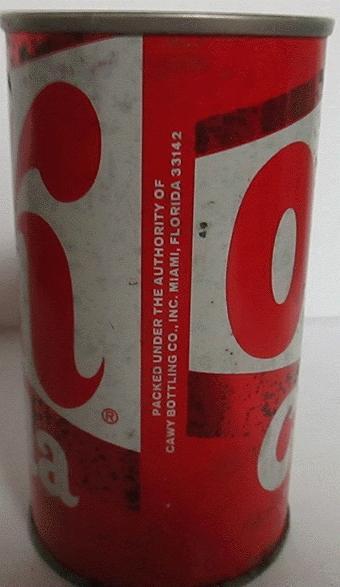 PACKED UNDER THE AUTHORITY OF
CAWY BOTTLING CO., INC. MIAMI, FLORIDA 33142
®
a